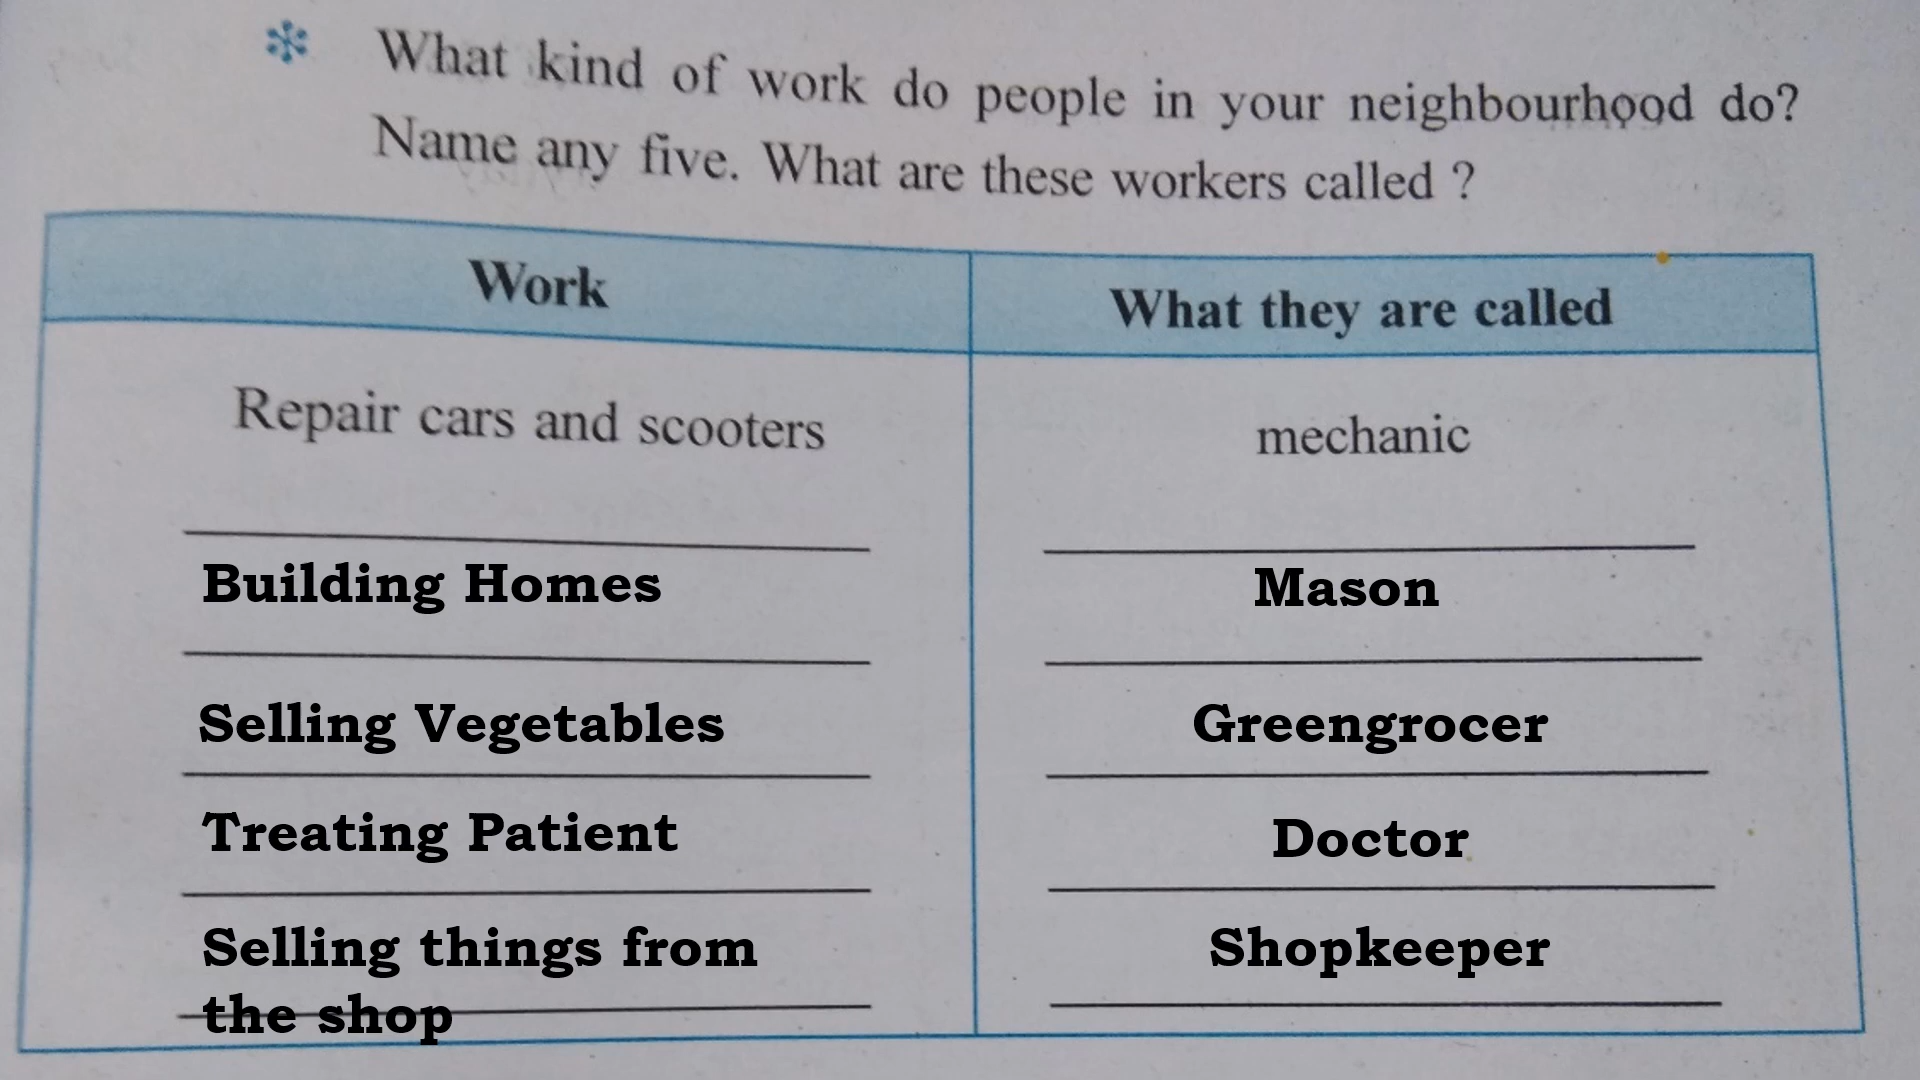 What kind of work do people in your neighbourhood do?
Name any five. What are these workers called ?
Work What they are called
Repair cars and scooters mechanic
Building Homes Mason
Selling Vegetables Greengrocer
Treating Patient Doctor
Selling things from Shopkeeper
the shop